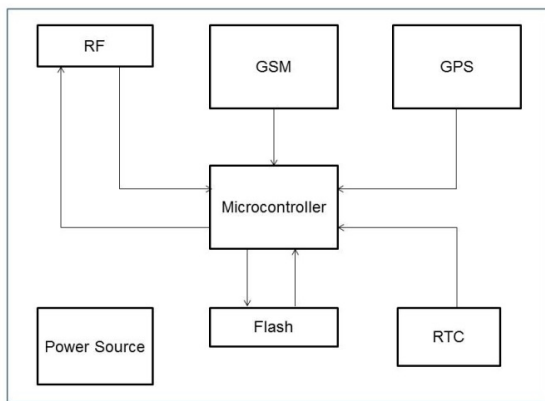 RF
GSM
GPS
Microcontroller
Flash
Power Source
RTC